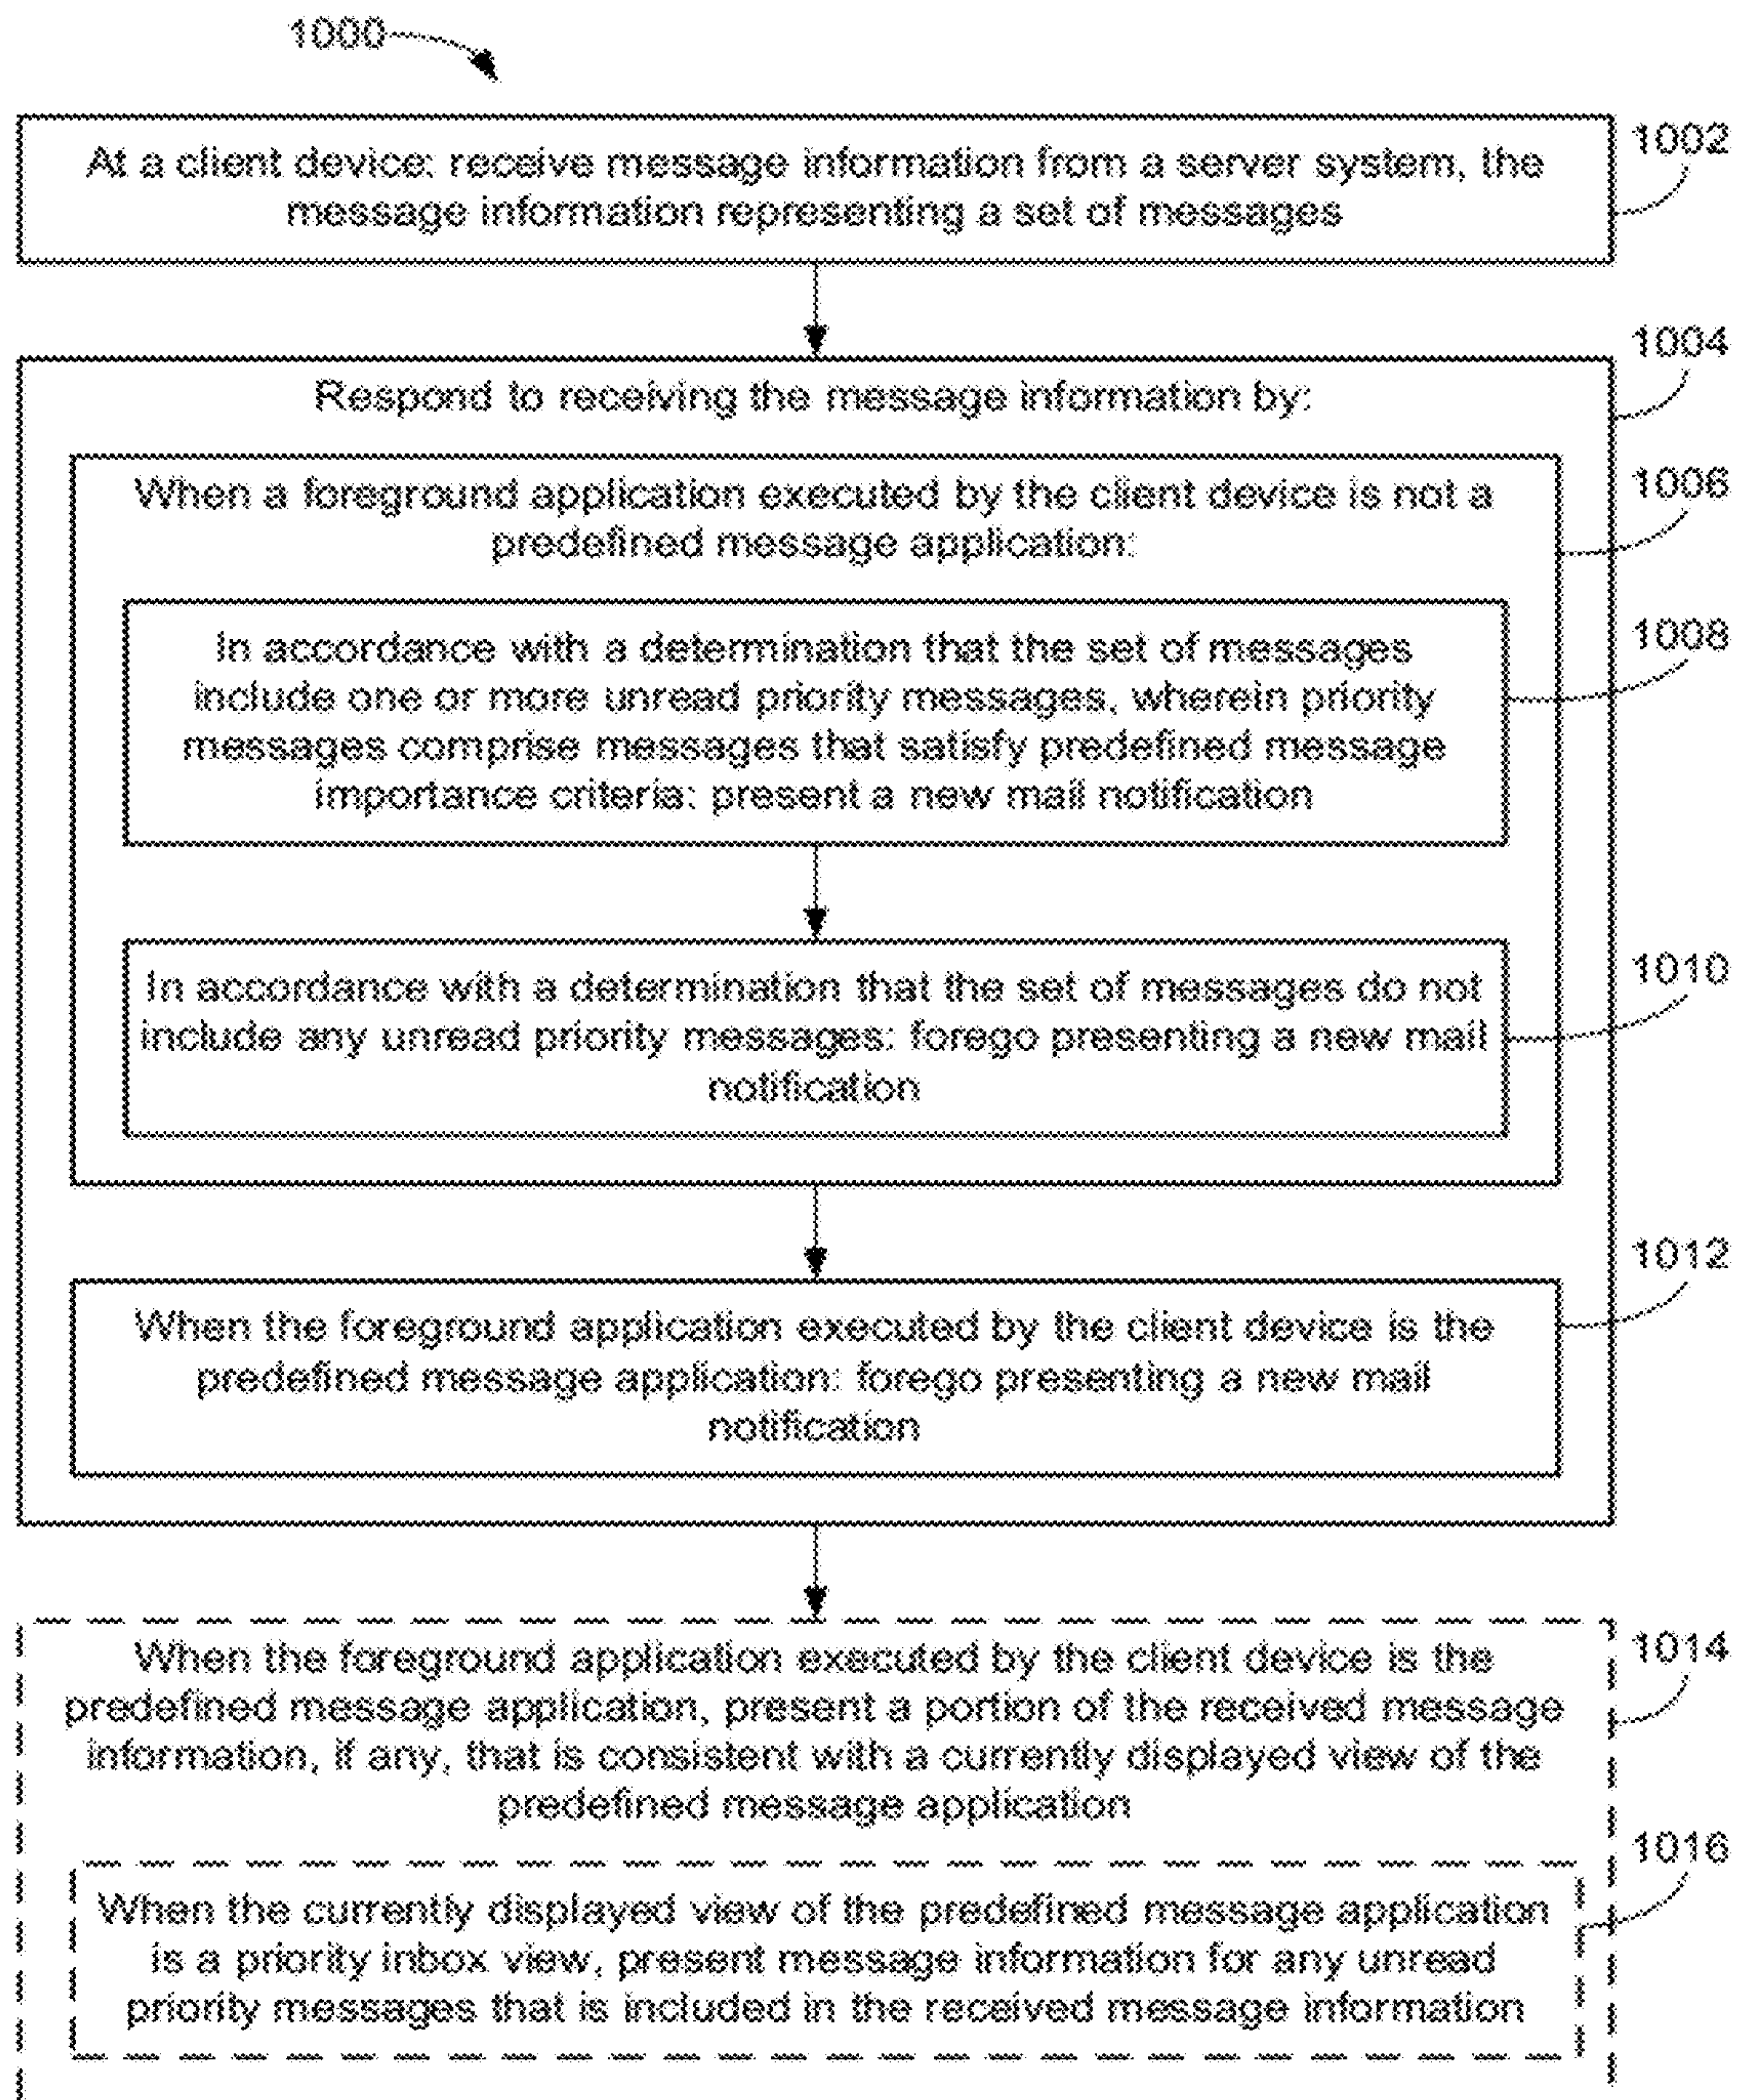 1000
1002
At a client device: receive message information from a server system, the
message information representing a set of messages
1004
Respond to receiving the message information by:
1006
When a foreground application executed by the client device is not a
predefined message application:
1008
In accordance with a determination that the set of messages
include one or more unread priority messages, wherein priority
messages comprise messages that satisfy predefined message
importance criteria: present a new mail notification
1010
In accordance with a determination that the set of messages do not
include any unread priority messages: forego presenting a new mail
notification
1012
When the foreground application executed by the client device is the
predefined message application: forego presenting a new mail
notification
1014
When the foreground application executed by the client device is the
predefined message application, present a portion of the received message
information, if any, that is consistent with a currently displayed view of the
predefined message application
1016
When the currently displayed view of the predefined message application
is a priority inbox view, present message information for any unread
priority messages that is included in the received message information